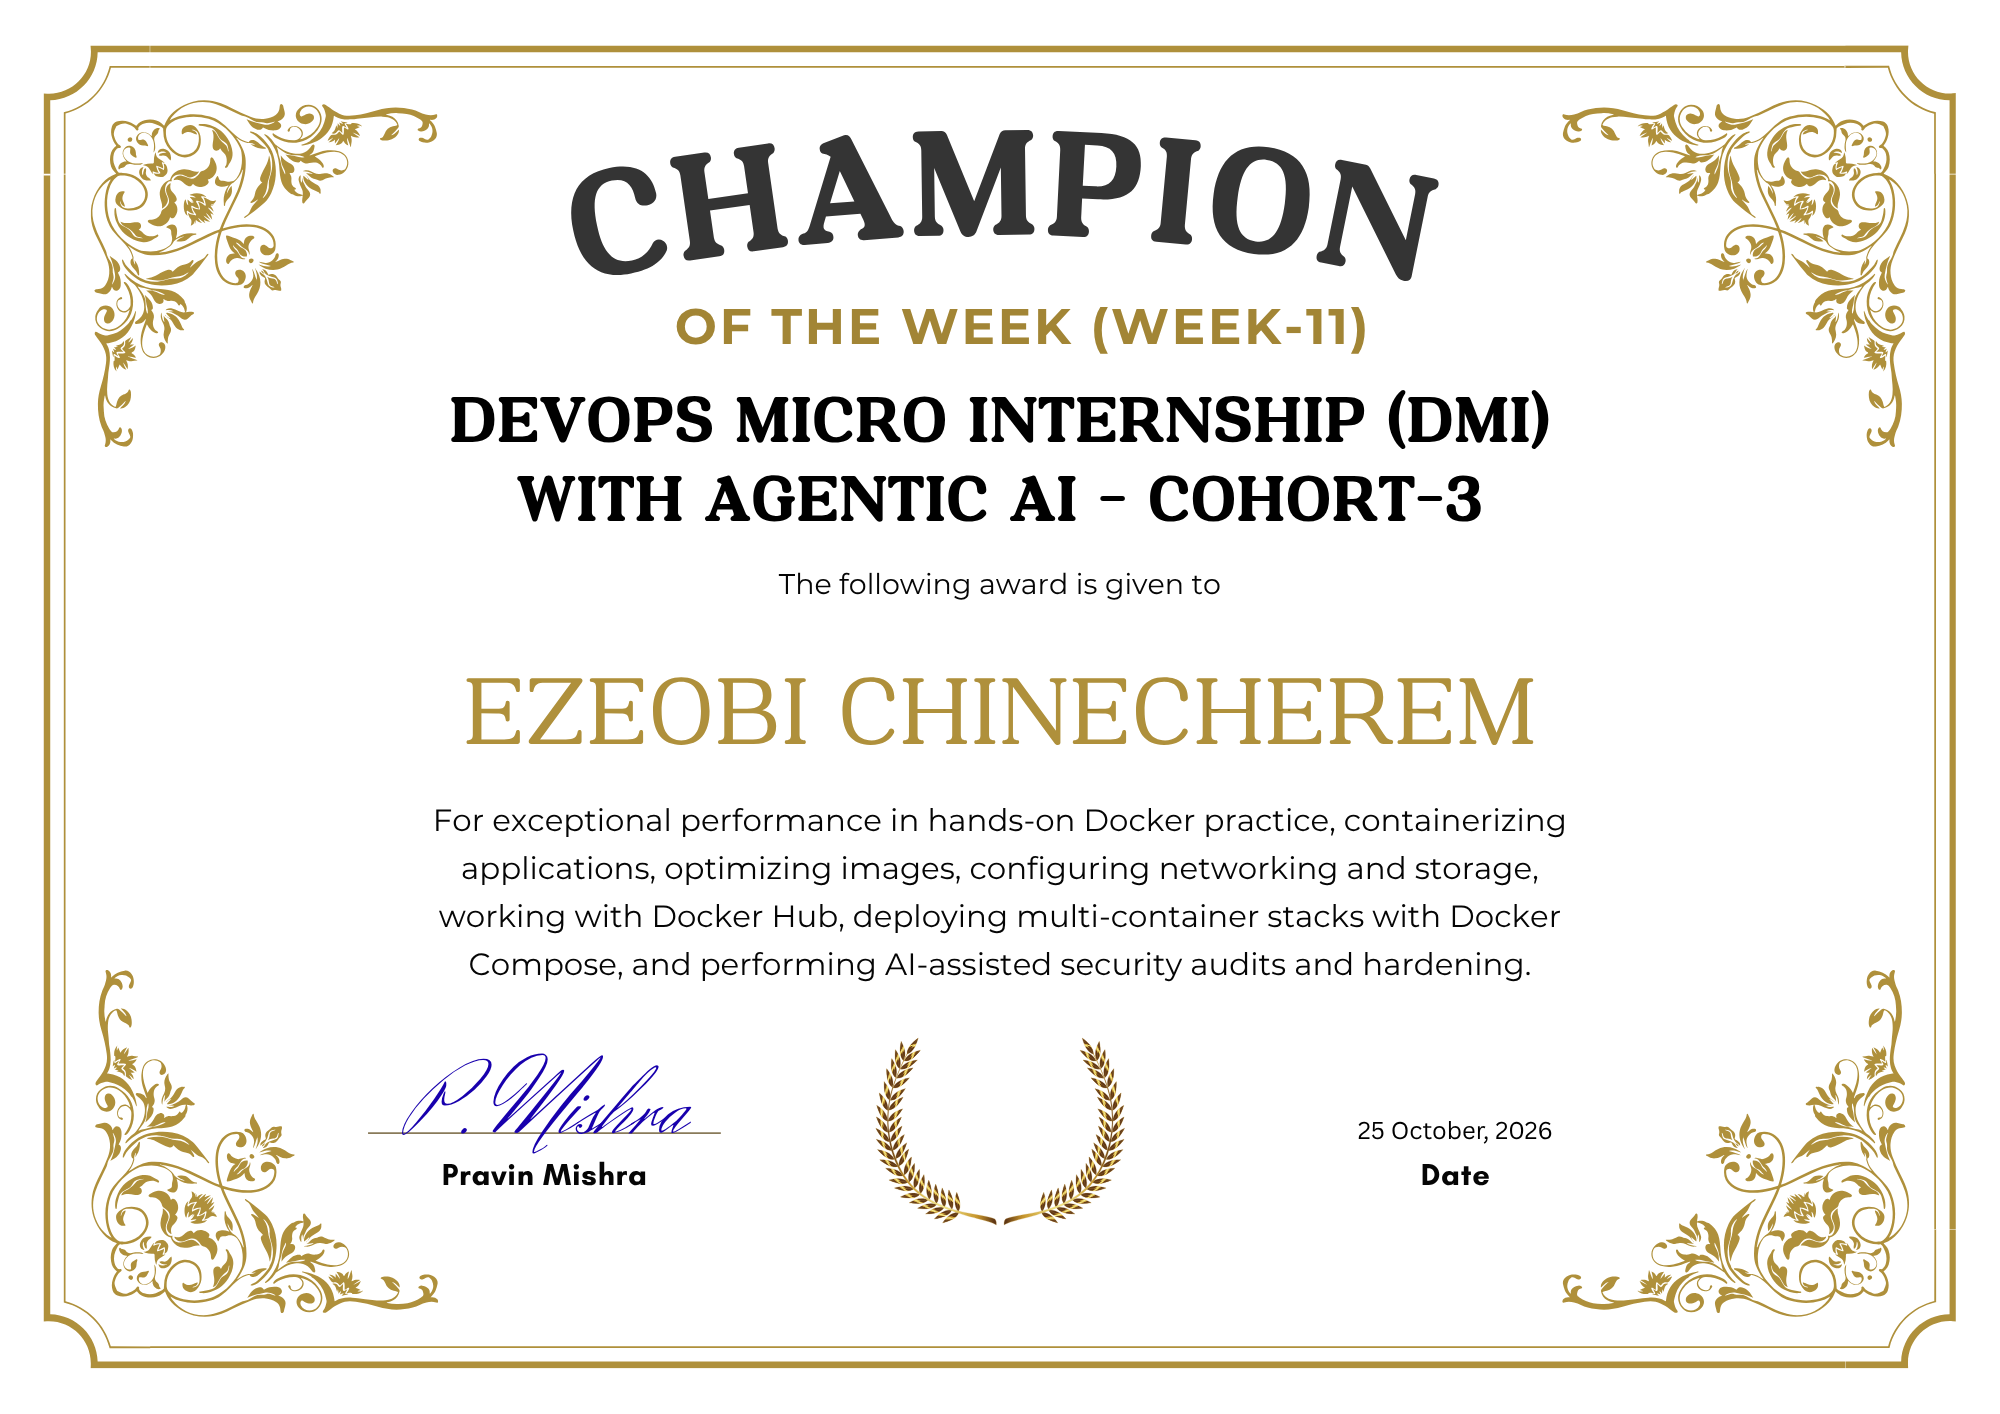 CHAMPION
OF THE WEEK (WEEK-11)
DEVOPS MICRO INTERNSHIP (DMI)
WITH AGENTIC AI - COHORT-3
The following award is given to
EZEOBI CHINECHEREM
For exceptional performance in hands-on Docker practice, containerizing
applications, optimizing images, configuring networking and storage,
working with Docker Hub, deploying multi-container stacks with Docker
Compose, and performing AI-assisted security audits and hardening.
P. Mishra
Pravin Mishra
25 October, 2026
Date